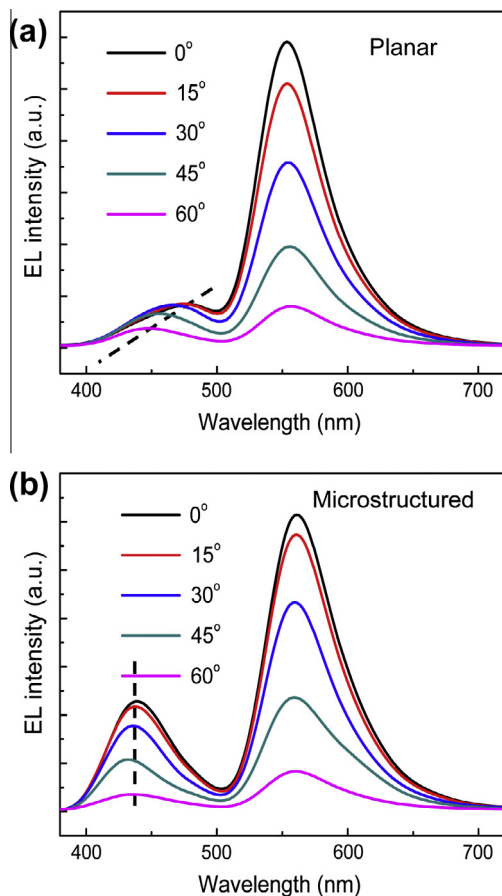 (a)
Planar
0°
15°
30°
45°
60°
EL intensity (a.u.)
400 500 600 700
Wavelength (nm)
(b)
Microstructured
0°
15°
30°
45°
60°
EL intensity (a.u.)
400 500 600 700
Wavelength (nm)